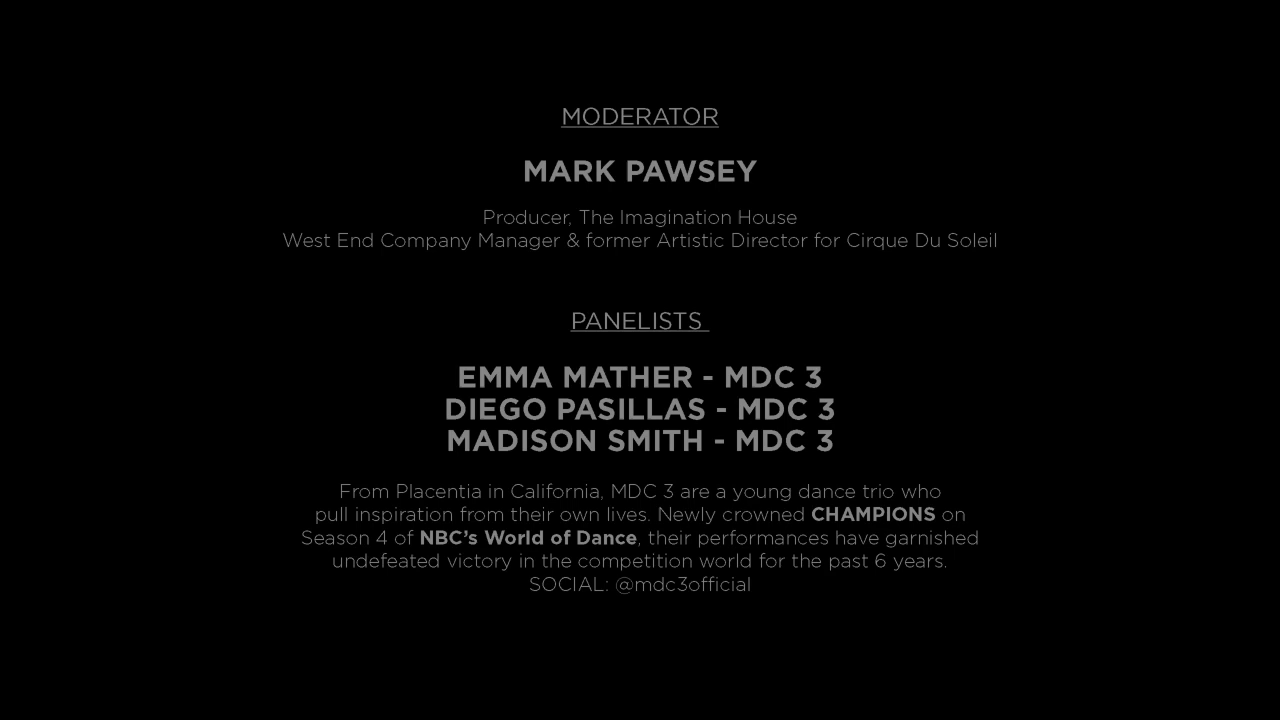 MODERATOR
MARK PAWSEY
Producer, The Imagination House
West End Company Manager & former Artistic Director for Cirque Du Soleil
PANELISTS
EMMA MATHER - MDC 3
DIEGO PASILLAS - MDC 3
MADISON SMITH - MDC 3
From Placentia in California, MDC 3 are a young dance trio who
pull inspiration from their own lives. Newly crowned CHAMPIONS on
Season 4 of NBC’s World of Dance, their performances have garnished
undefeated victory in the competition world for the past 6 years.
SOCIAL: @mdc3official